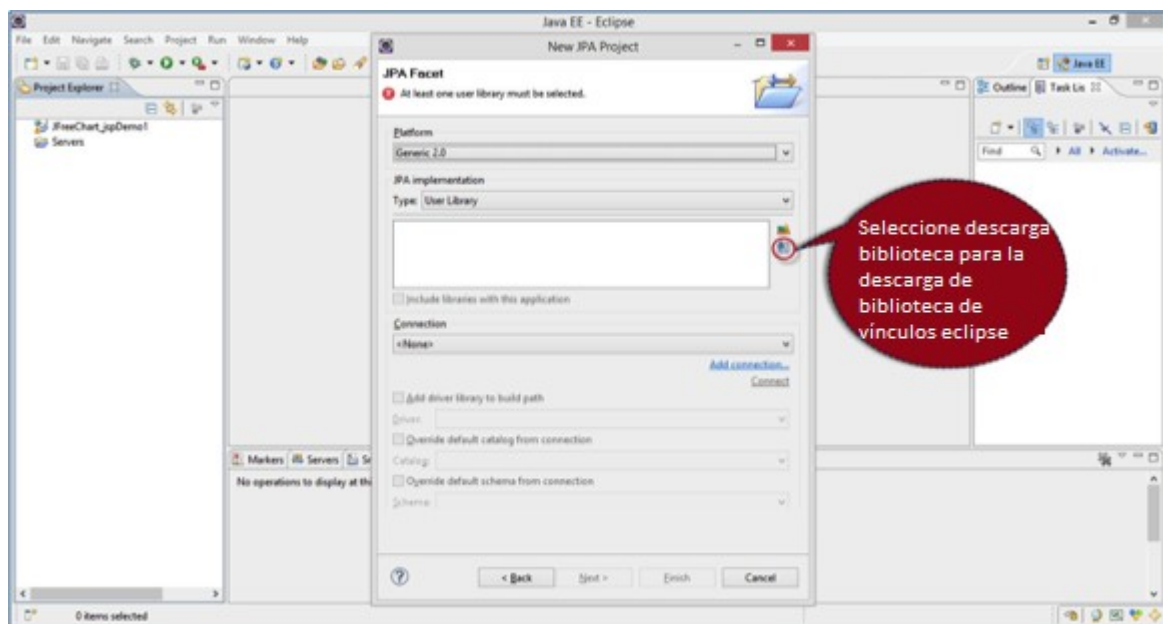 Java EE - Eclipse
File Edit Navigate Search Project Run Window Help
Java EE
Project Explorer
JFreeChart_jspDemo1
Servers
New JPA Project
JPA Facet
At least one user library must be selected.
Platform
Generic 2.0
JPA implementation
Type: User Library
Include libraries with this application
Connection
<None>
Add connection...
Connect
Add driver library to build path
Driver:
Override default catalog from connection
Catalog:
Override default schema from connection
Schema:
< Back Next > Finish Cancel
Seleccione descarga
biblioteca para la
descarga de
biblioteca de
vínculos eclipse
Outline Task Lis
Find All Activate...
Markers Servers
No operations to display at thi
0 items selected